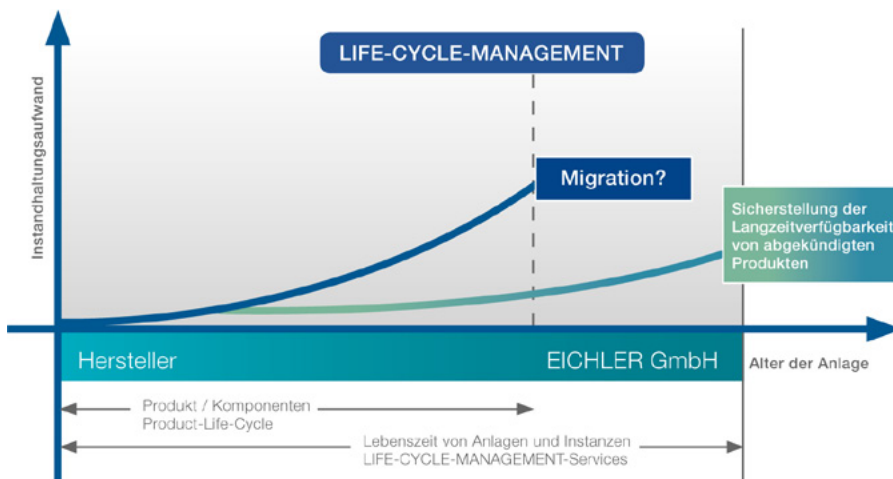 LIFE-CYCLE-MANAGEMENT
Instandhaltungsaufwand
Migration?
Sicherstellung der
Langzeitverfügbarkeit
von abgekündigten
Produkten
Hersteller
EICHLER GmbH
Alter der Anlage
Produkt / Komponenten
Product-Life-Cycle
Lebenszeit von Anlagen und Instanzen
LIFE-CYCLE-MANAGEMENT-Services